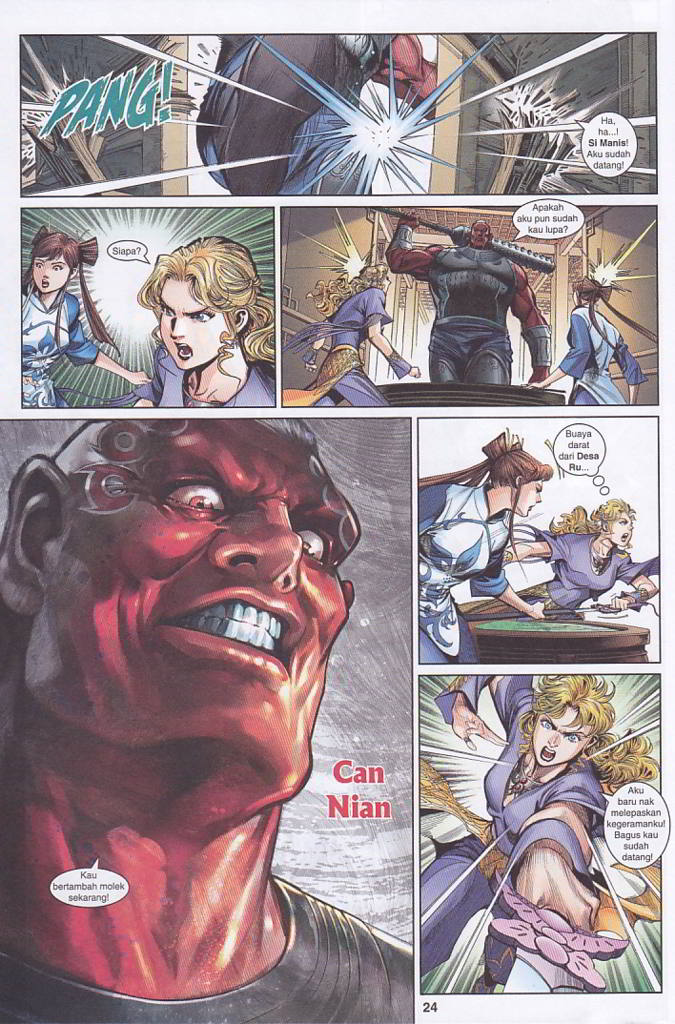 PANG!
Ha,
ha...!
Si Manis!
Aku sudah
datang!
Siapa?
Apakah
aku pun sudah
kau lupa?
Can
Nian
Kau
bertambah molek
sekarang!
Buaya
darat
dari Desa
Ru...
Aku
baru nak
melepaskan
kegeramanku!
Bagus kau
sudah
datang!
24